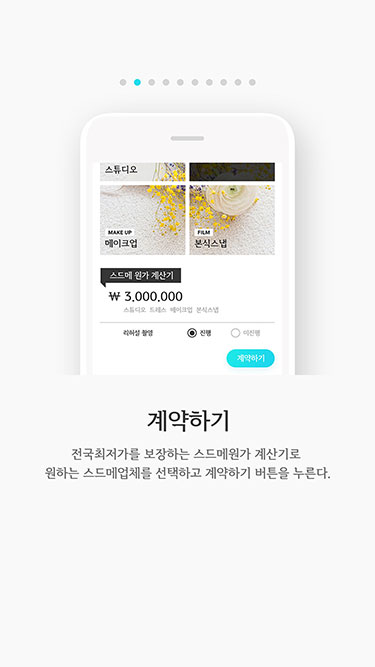 스튜디오
MAKE UP
메이크업
FILM
본식스냅
스드메 원가 계산기
₩ 3,000,000
스튜디오 드레스 메이크업 본식스냅
리허설 촬영 진행 미진행
계약하기
계약하기
전국최저가를 보장하는 스드메원가 계산기로
원하는 스드메업체를 선택하고 계약하기 버튼을 누른다.